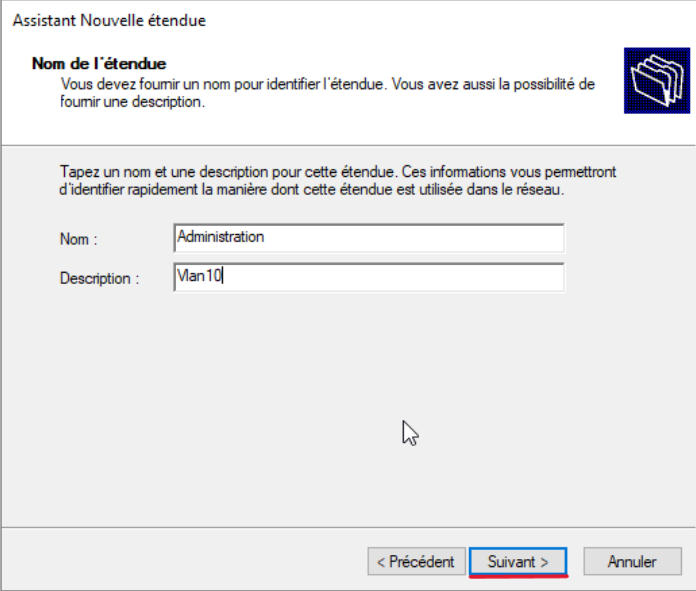 Assistant Nouvelle étendue
Nom de l'étendue
Vous devez fournir un nom pour identifier l'étendue. Vous avez aussi la possibilité de
fournir une description.
Tapez un nom et une description pour cette étendue. Ces informations vous permettront
d'identifier rapidement la manière dont cette étendue est utilisée dans le réseau.
Nom : Administration
Description : Vlan10
< Précédent Suivant > Annuler